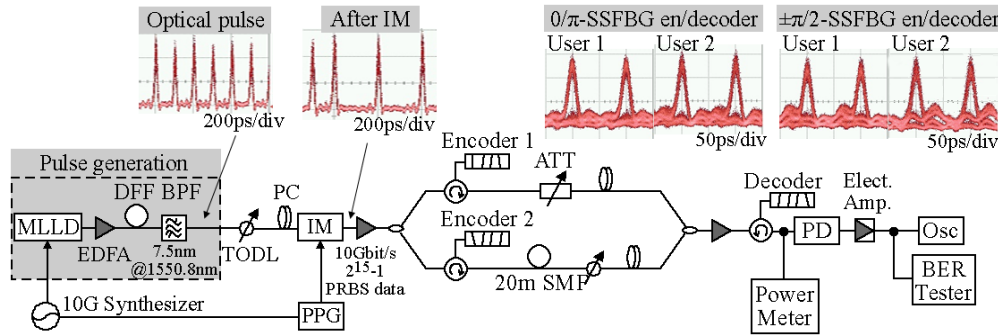 Optical pulse
After IM
0/π-SSFBG en/decoder
±π/2-SSFBG en/decoder
User 1
User 2
User 1
User 2
200ps/div
200ps/div
50ps/div
50ps/div
Pulse generation
Encoder 1
ATT
DFF
BPF
PC
Decoder
Elect.
Amp.
MLLD
IM
Encoder 2
PD
Osc
EDFA
7.5nm
@1550.8nm
TODL
10Gbit/s
2¹⁵-1
PRBS data
20m SMF
BER
Tester
10G Synthesizer
PPG
Power
Meter